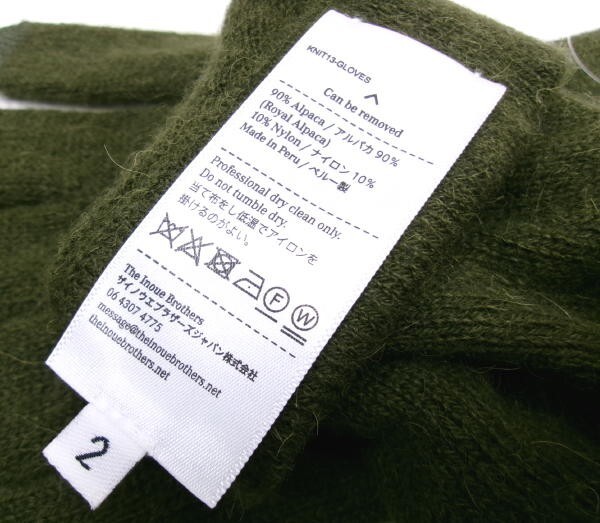 KNIT13-GLOVES
Can be removed
90% Alpaca / アルパカ 90%
(Royal Alpaca)
10% Nylon / ナイロン 10%
Made in Peru / ペルー製
Professional dry clean only.
Do not tumble dry.
当て布をし低温でアイロンを
掛けるのがよい。
F W
The Inoue Brothers
ザイノウエブラザーズジャパン株式会社
06 4307 4775
message@theinouebrothers.net
theinouebrothers.net
2